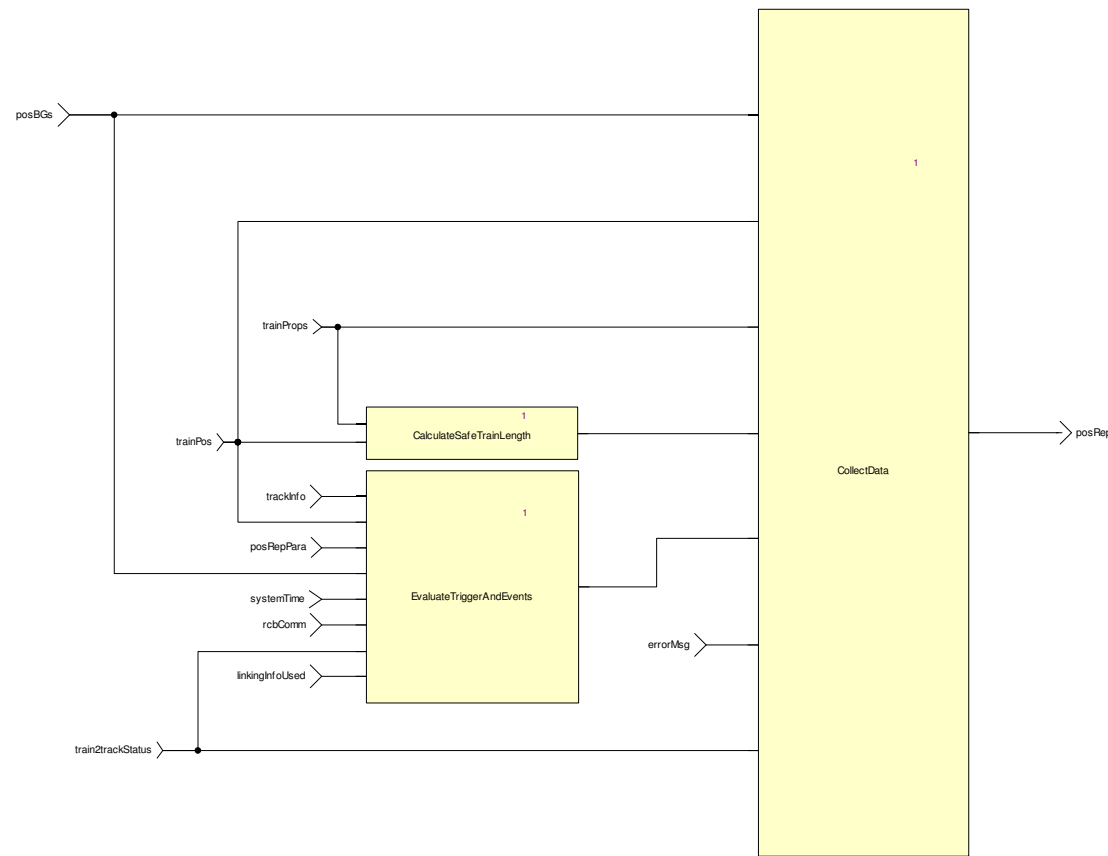 posBGs
1
trainProps
1
trainPos
CalculateSafeTrainLength
posRep
CollectData
trackInfo
1
posRepPara
systemTime
EvaluateTriggerAndEvents
rcbComm
errorMsg
linkingInfoUsed
train2trackStatus